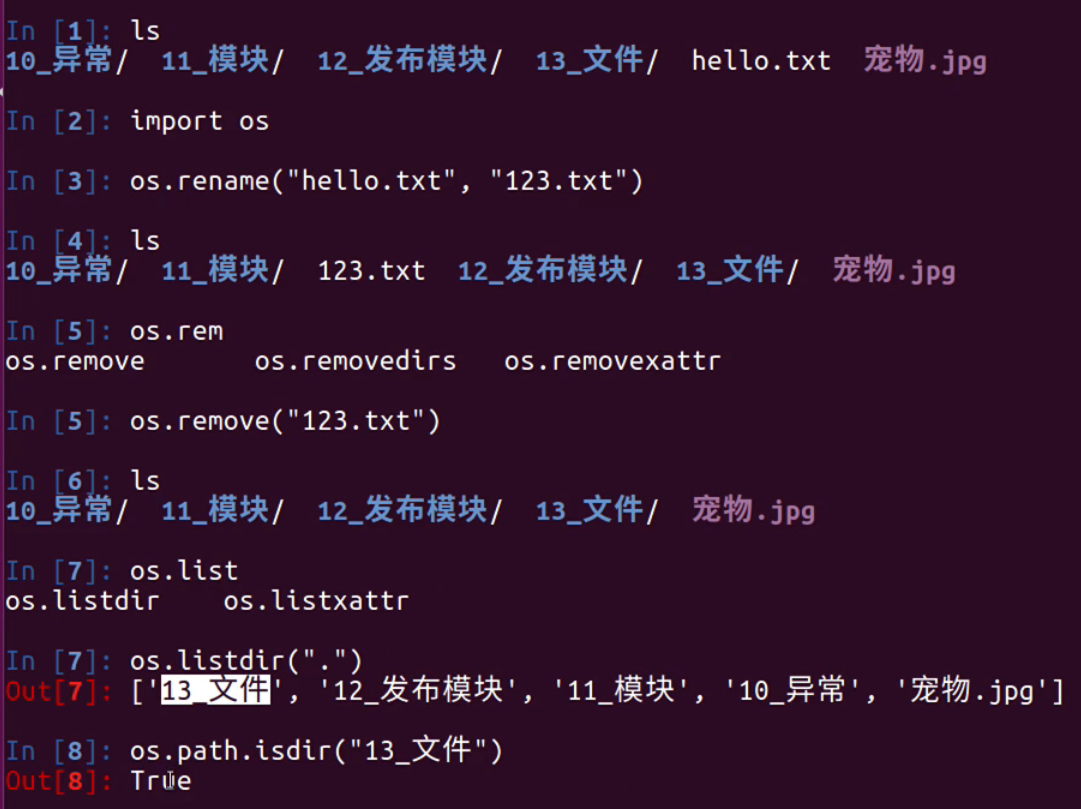 In [1]: ls
10_异常/  11_模块/  12_发布模块/  13_文件/  hello.txt  宠物.jpg
In [2]: import os
In [3]: os.rename("hello.txt", "123.txt")
In [4]: ls
10_异常/  11_模块/  123.txt  12_发布模块/  13_文件/  宠物.jpg
In [5]: os.rem
os.remove       os.removedirs   os.removexattr
In [5]: os.remove("123.txt")
In [6]: ls
10_异常/  11_模块/  12_发布模块/  13_文件/  宠物.jpg
In [7]: os.list
os.listdir    os.listxattr
In [7]: os.listdir(".")
Out[7]: ['13_文件', '12_发布模块', '11_模块', '10_异常', '宠物.jpg']
In [8]: os.path.isdir("13_文件")
Out[8]: True